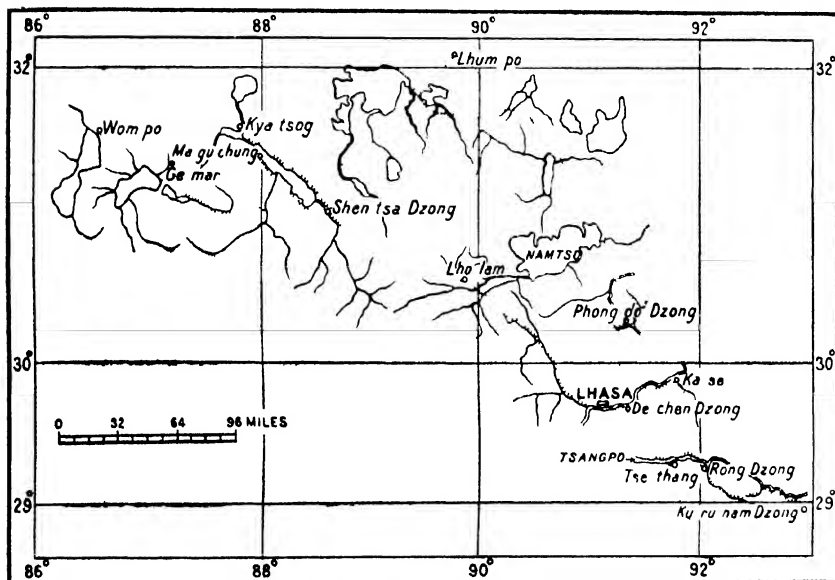 86° 88° 90° 92°
32° 32°
Lhum po
Wom po
Kya tsog
Ma gu chung
Ge mar
Shen tsa Dzong
NAMTSO
Lho lam
Phong do Dzong
30° 30°
LHASA
Ka se
De chen Dzong
0 32 64 96 MILES
TSANGPO
Tse thang
Rong Dzong
Ku ru nam Dzong
29° 29°
86° 88° 90° 92°